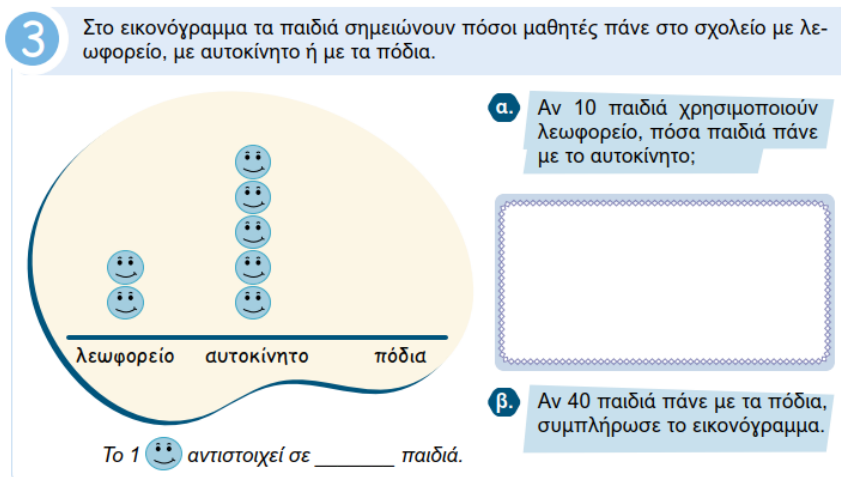 3
Στο εικονόγραμμα τα παιδιά σημειώνουν πόσοι μαθητές πάνε στο σχολείο με λε-
ωφορείο, με αυτοκίνητο ή με τα πόδια.
α.
Αν 10 παιδιά χρησιμοποιούν
λεωφορείο, πόσα παιδιά πάνε
με το αυτοκίνητο;
λεωφορείο αυτοκίνητο πόδια
Το 1 αντιστοιχεί σε ________ παιδιά.
β.
Αν 40 παιδιά πάνε με τα πόδια,
συμπλήρωσε το εικονόγραμμα.